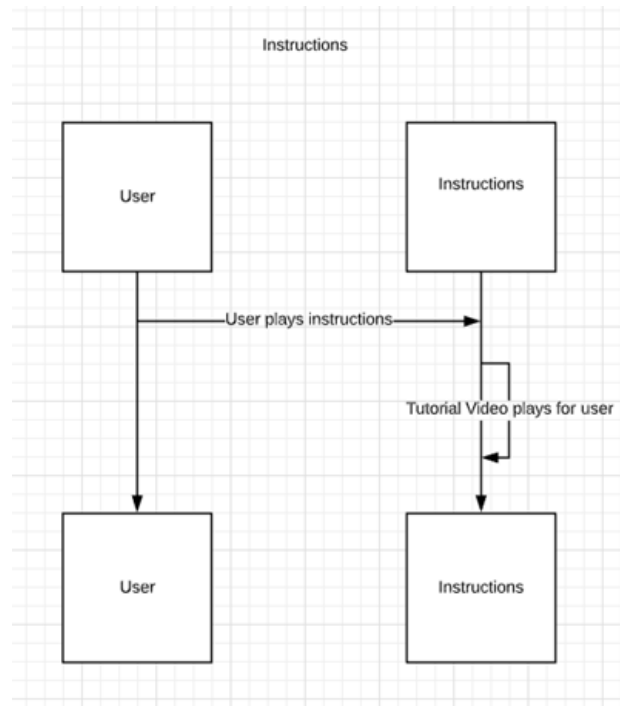 Instructions
User
Instructions
User plays instructions
Tutorial Video plays for user
User
Instructions